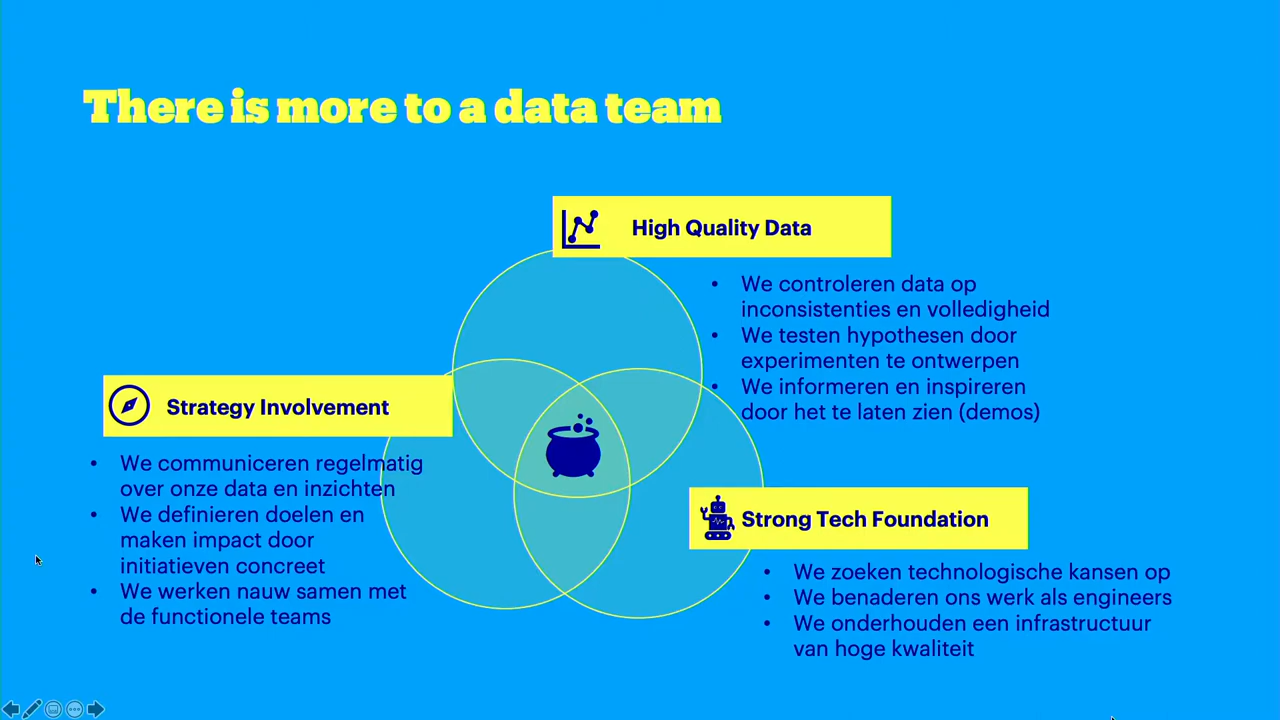 There is more to a data team
High Quality Data
• We controleren data op
inconsistenties en volledigheid
• We testen hypothesen door
experimenten te ontwerpen
• We informeren en inspireren
door het te laten zien (demos)
Strategy Involvement
• We communiceren regelmatig
over onze data en inzichten
• We definieren doelen en
maken impact door
initiatieven concreet
• We werken nauw samen met
de functionele teams
Strong Tech Foundation
• We zoeken technologische kansen op
• We benaderen ons werk als engineers
• We onderhouden een infrastructuur
van hoge kwaliteit